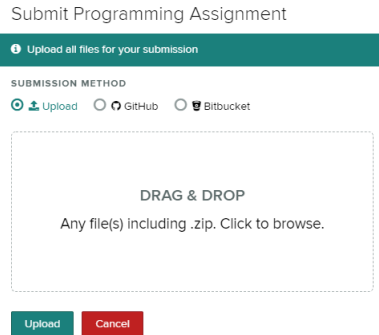 Submit Programming Assignment
Upload all files for your submission
SUBMISSION METHOD
Upload GitHub Bitbucket
DRAG & DROP
Any file(s) including .zip. Click to browse.
Upload Cancel